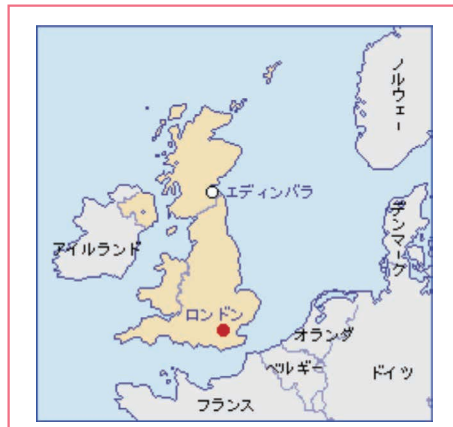 ノルウェー
エディンバラ
デンマーク
アイルランド
ロンドン
オランダ
ベルギー
ドイツ
フランス